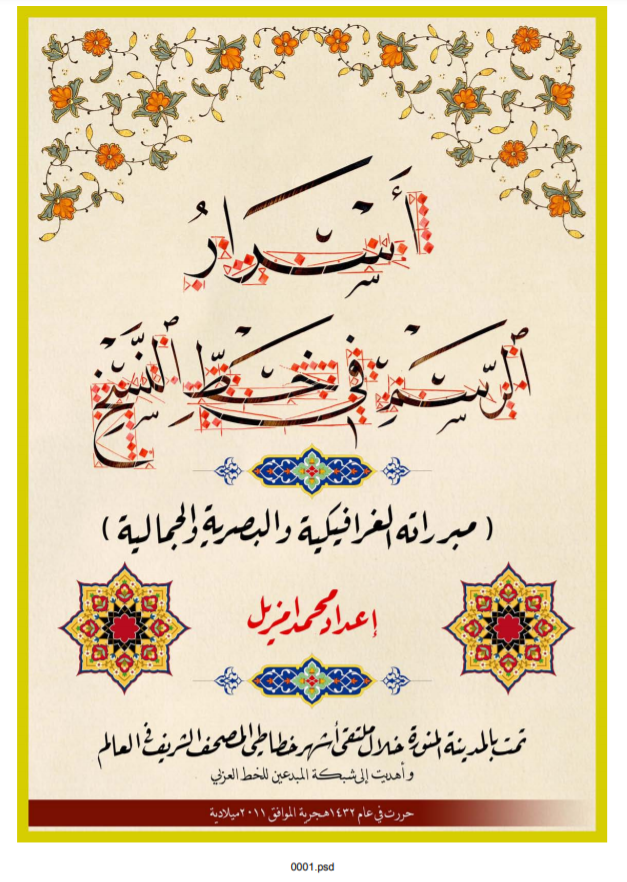 أسرار
الرسم في خط النسخ
( مبرراته الغرافيكية والبصرية والجمالية )
إعداد محمد امزيل
تمت بالمدينة المنورة خلال ملتقى أشهر خطاطي المصحف الشريف في العالم
وأهديت إلى شبكة المبدعين للخط العربي
حررت في عام ١٤٣٢هجرية الموافق ٢٠١١ميلادية
0001.psd